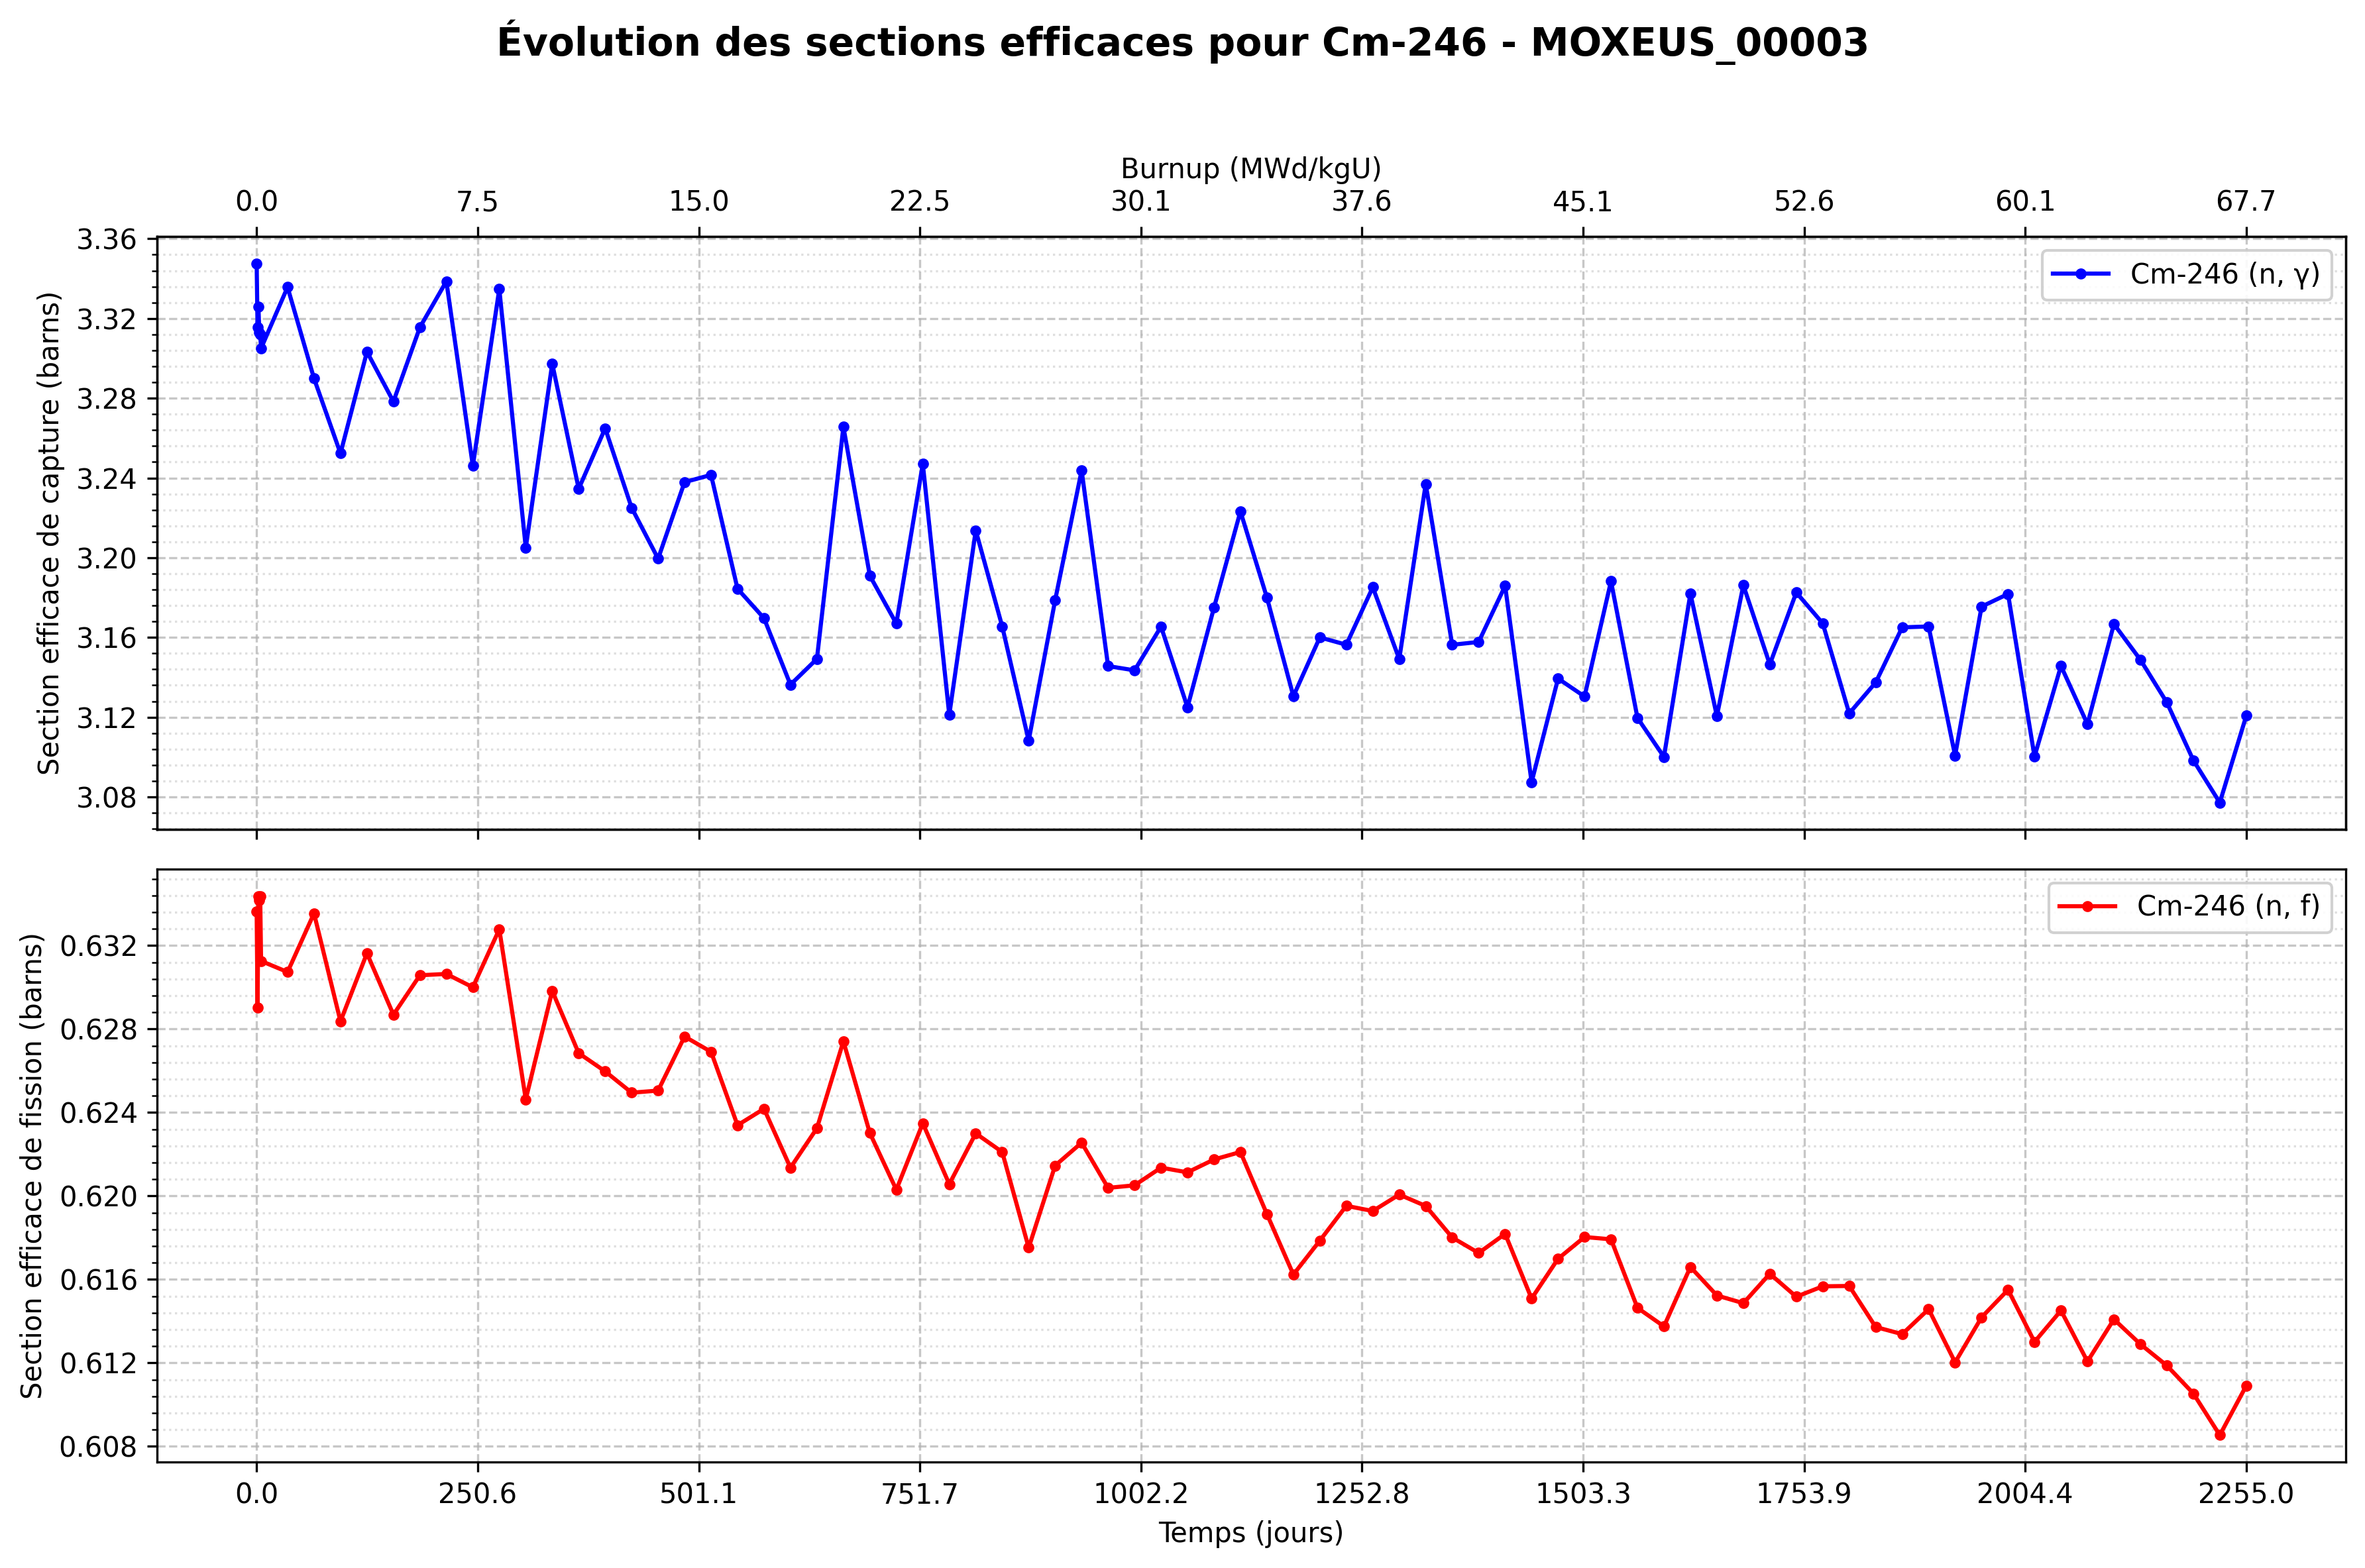 Évolution des sections efficaces pour Cm-246 - MOXEUS_00003
Burnup (MWd/kgU)
0.0 7.5 15.0 22.5 30.1 37.6 45.1 52.6 60.1 67.7
Section efficace de capture (barns)
3.36
3.32
3.28
3.24
3.20
3.16
3.12
3.08
Cm-246 (n, γ)
Section efficace de fission (barns)
0.632
0.628
0.624
0.620
0.616
0.612
0.608
Cm-246 (n, f)
0.0 250.6 501.1 751.7 1002.2 1252.8 1503.3 1753.9 2004.4 2255.0
Temps (jours)